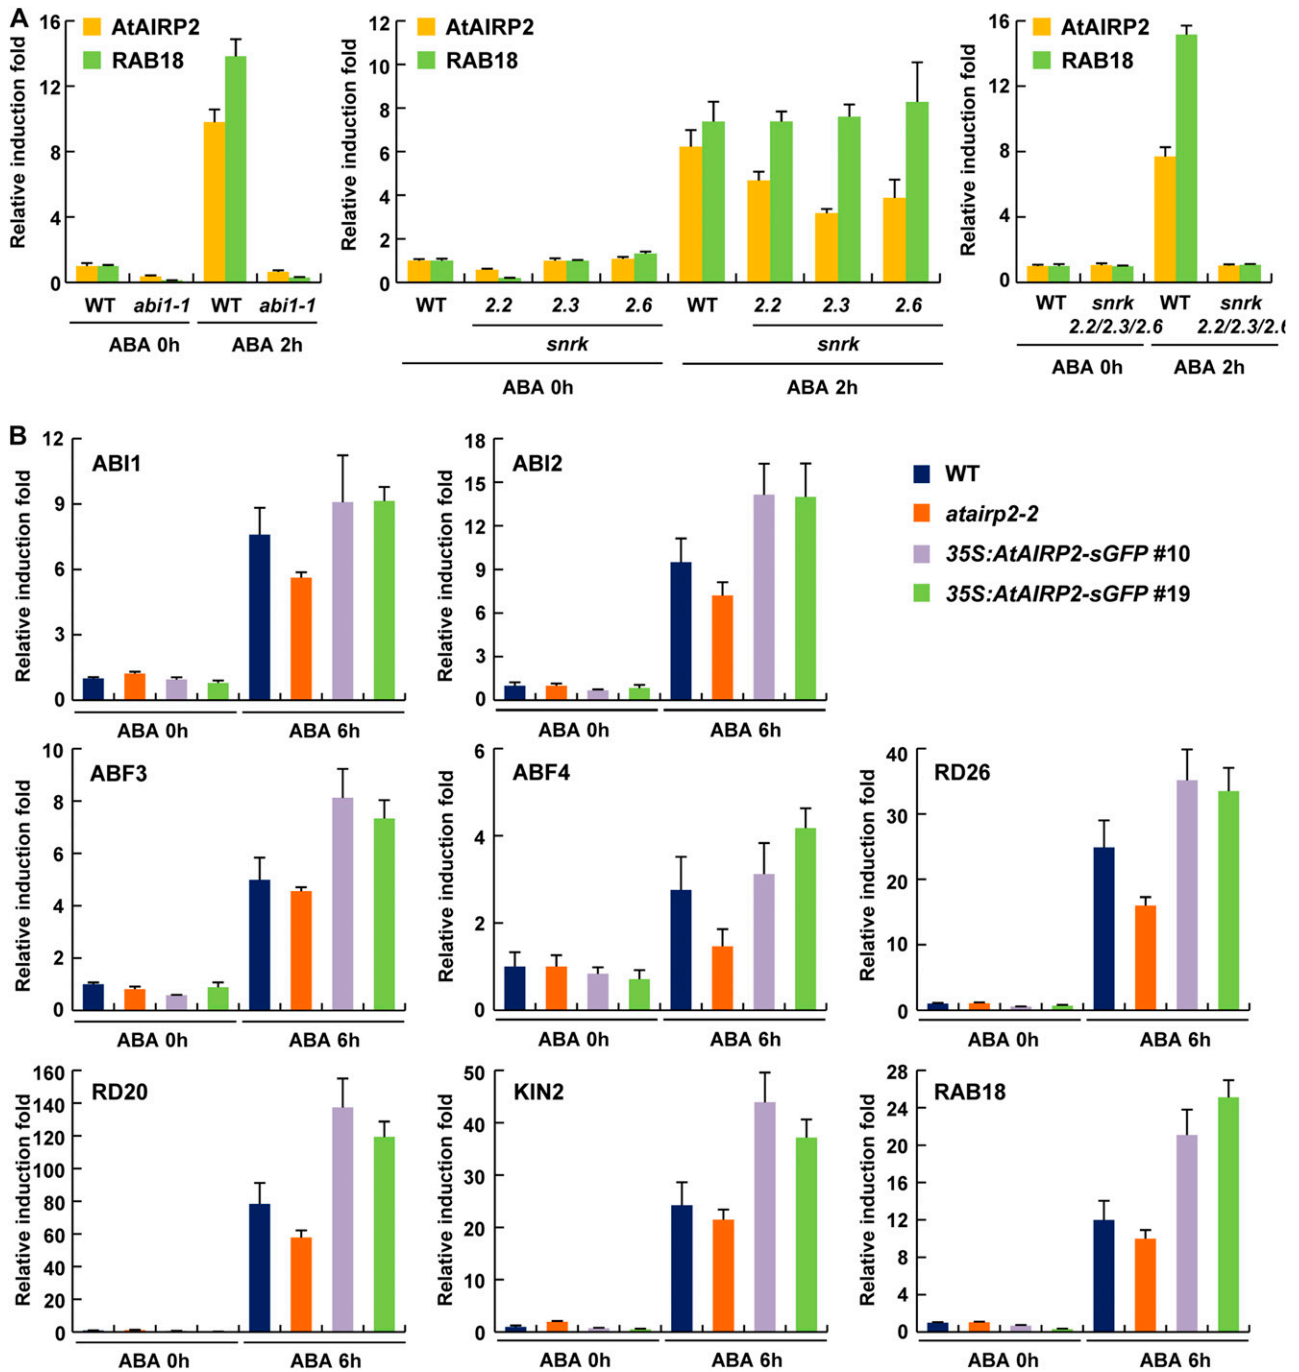 A
Relative induction fold
16
12
8
4
0
AtAIRP2
RAB18
WT abi1-1 WT abi1-1
ABA 0h ABA 2h
Relative induction fold
12
10
8
6
4
2
0
AtAIRP2
RAB18
WT 2.2 2.3 2.6 WT 2.2 2.3 2.6
snrk snrk
ABA 0h ABA 2h
Relative induction fold
16
12
8
4
0
AtAIRP2
RAB18
WT snrk WT snrk
2.2/2.3/2.6 2.2/2.3/2.6
ABA 0h ABA 2h
B
Relative induction fold
12
9
6
3
0
ABI1
ABA 0h ABA 6h
Relative induction fold
18
15
12
9
6
3
0
ABI2
ABA 0h ABA 6h
WT
atairp2-2
35S:AtAIRP2-sGFP #10
35S:AtAIRP2-sGFP #19
Relative induction fold
10
8
6
4
2
0
ABF3
ABA 0h ABA 6h
Relative induction fold
6
4
2
0
ABF4
ABA 0h ABA 6h
Relative induction fold
40
30
20
10
0
RD26
ABA 0h ABA 6h
Relative induction fold
160
140
120
100
80
60
40
20
0
RD20
ABA 0h ABA 6h
Relative induction fold
50
40
30
20
10
0
KIN2
ABA 0h ABA 6h
Relative induction fold
28
24
20
16
12
8
4
0
RAB18
ABA 0h ABA 6h